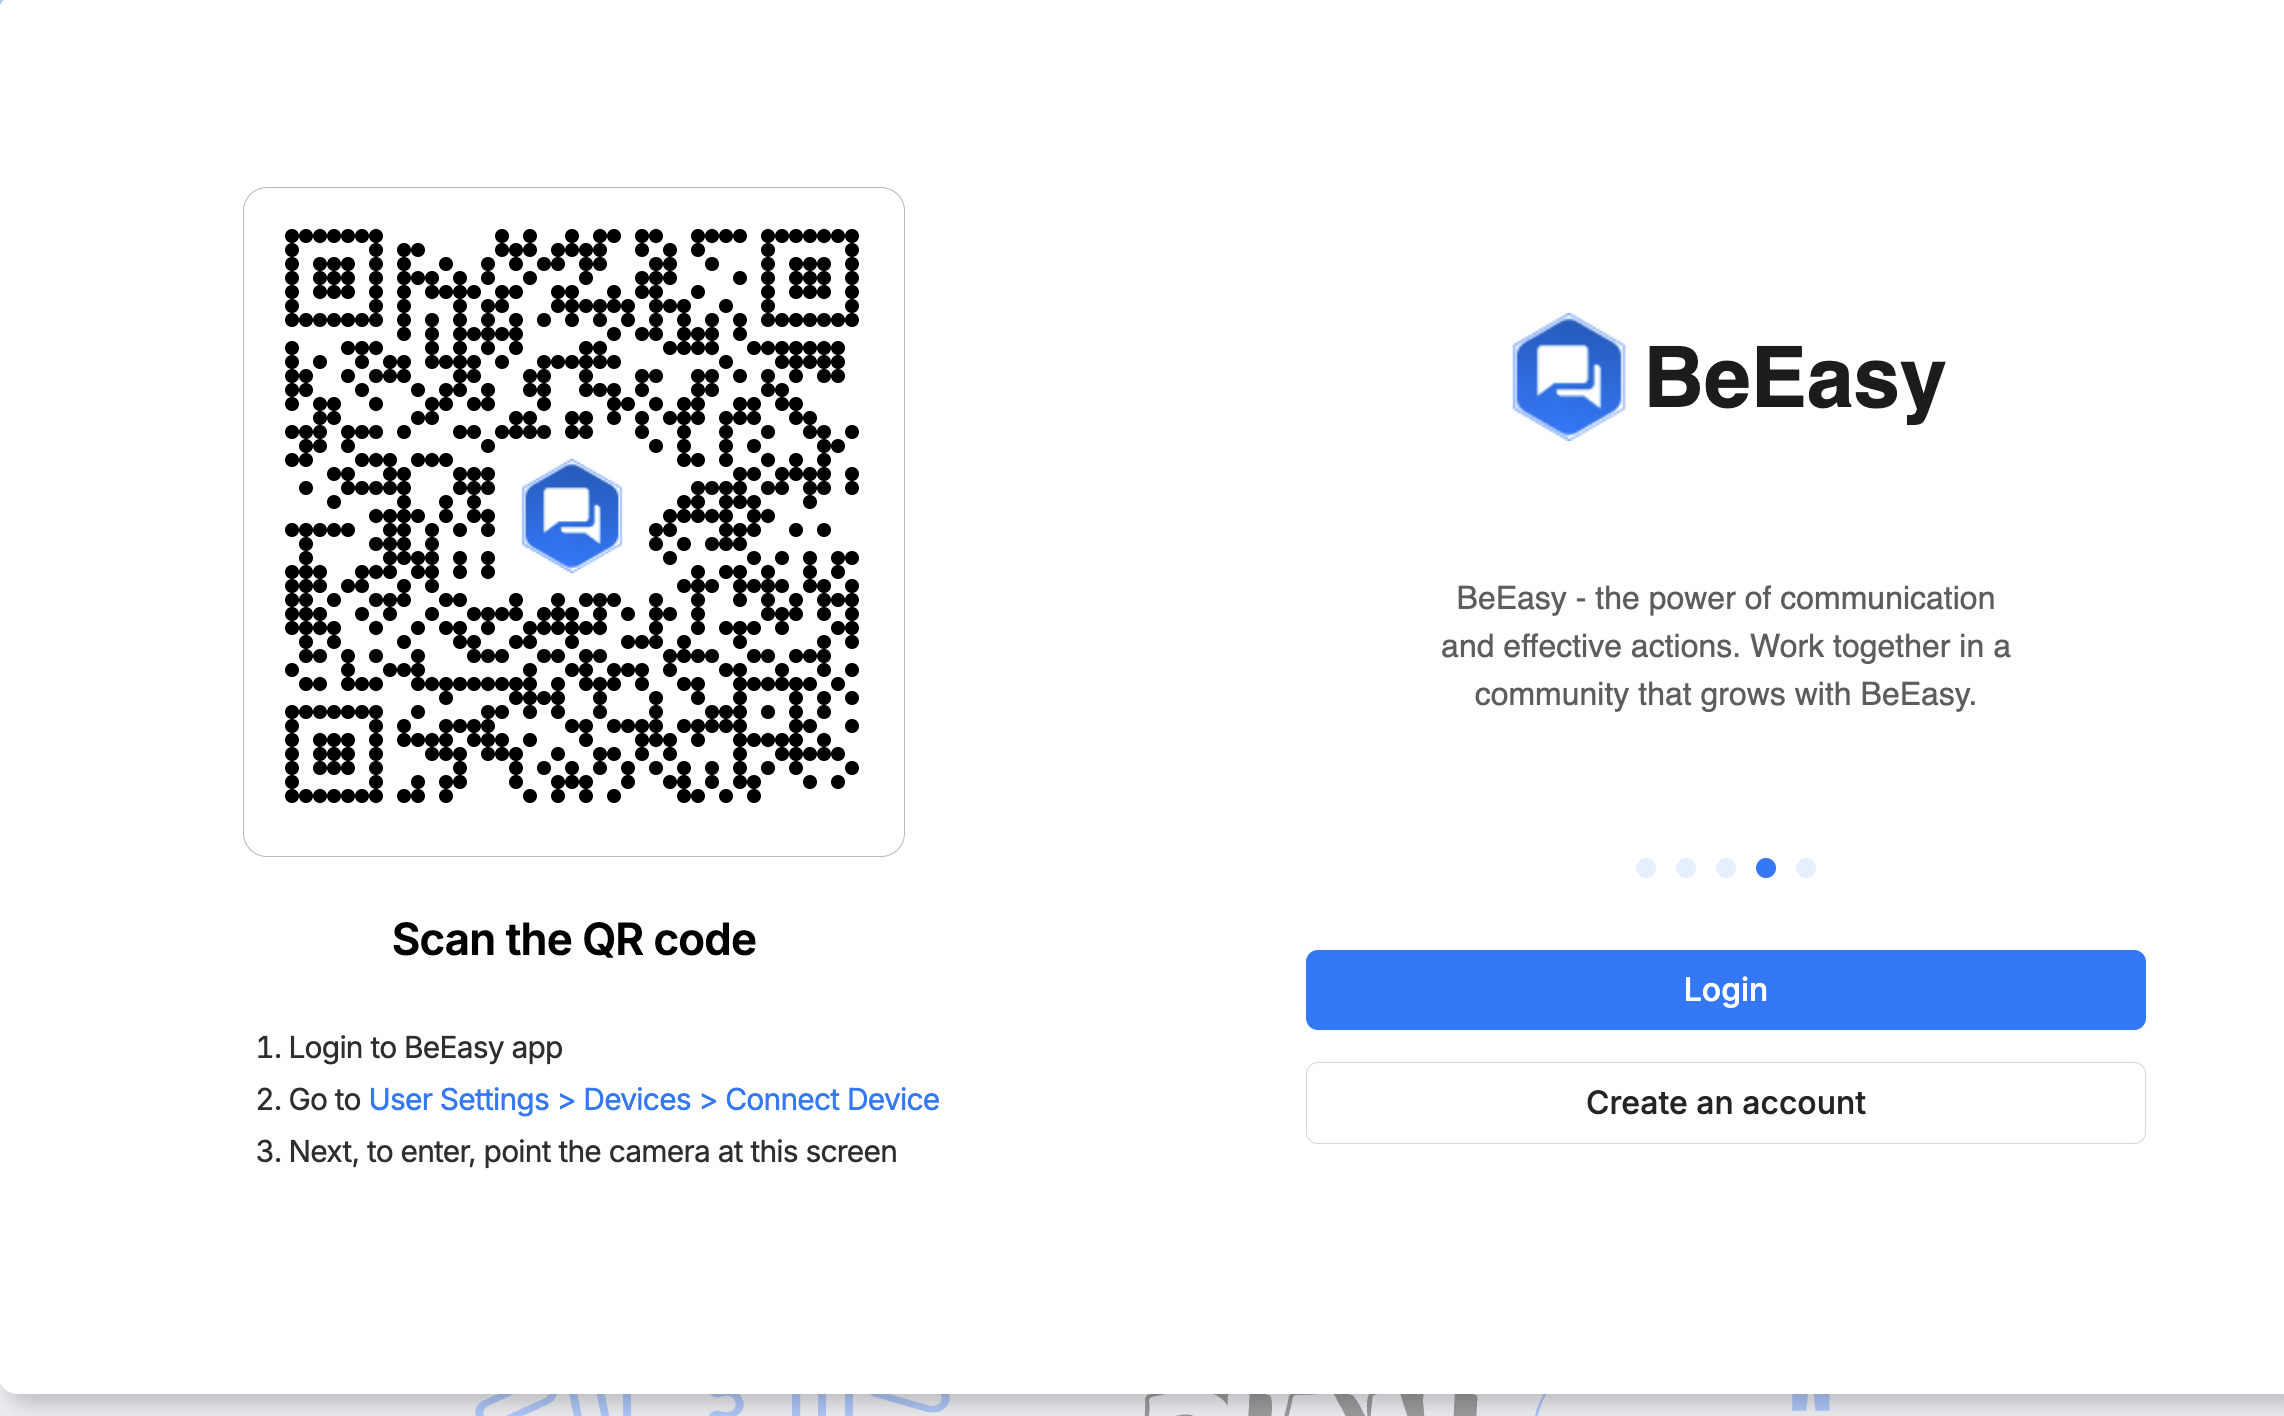 Scan the QR code
1. Login to BeEasy app
2. Go to User Settings > Devices > Connect Device
3. Next, to enter, point the camera at this screen
BeEasy
BeEasy - the power of communication
and effective actions. Work together in a
community that grows with BeEasy.
Login
Create an account